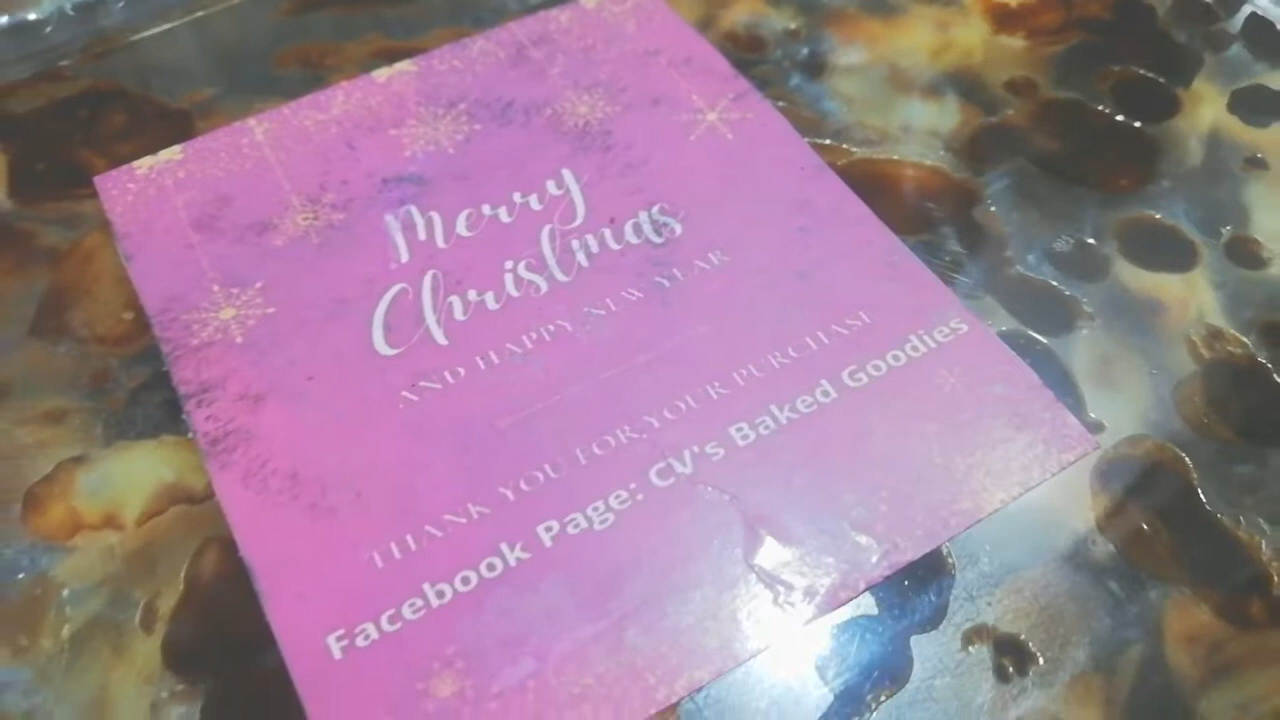 Merry
Christmas
AND HAPPY NEW YEAR
THANK YOU FOR YOUR PURCHASE
Facebook Page: CV's Baked Goodies